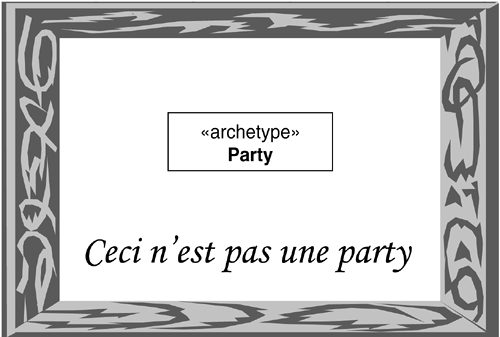 «archetype»
Party
Ceci n’est pas une party